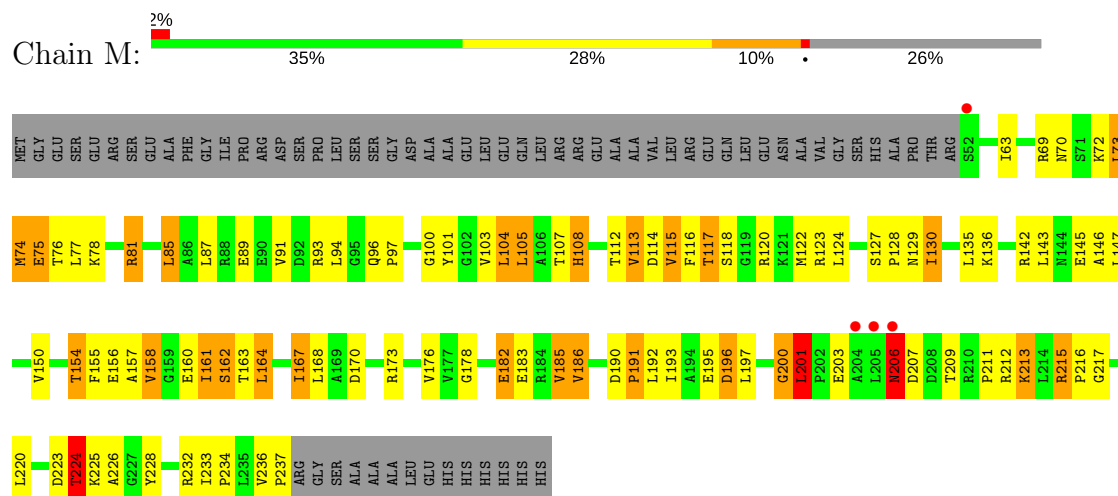 2%
Chain M:
35% 28% 10% • 26%
MET GLY GLU SER GLU ARG SER GLU ALA PHE GLY ILE PRO ARG ASP SER PRO LEU SER SER GLY ASP ALA ALA GLU LEU GLU GLN LEU ARG ARG GLU ALA ALA VAL LEU ARG GLU GLN LEU GLU ASN ALA VAL GLY SER HIS ALA PRO THR ARG S52 I63 R69 N70 S71 K72 L73
M74 E75 T76 L77 K78 R81 L85 A86 L87 R88 E89 E90 V91 D92 R93 L94 G95 Q96 P97 G100 Y101 G102 V103 L104 L105 A106 T107 H108 T112 V113 D114 V115 F116 T117 S118 G119 R120 K121 M122 R123 L124 S127 P128 N129 I130 L135 K136 R142 L143 N144 E145 A146 L147
V150 T154 F155 E156 A157 V158 G159 E160 I161 S162 T163 L164 I167 L168 A169 D170 R173 V176 V177 G178 E182 E183 R184 V185 V186 D190 P191 L192 I193 A194 E195 D196 L197 G200 L201 P202 E203 A204 L205 N206 D207 D208 T209 R210 P211 R212 K213 L214 R215 P216 G217
L220 D223 T224 K225 A226 G227 Y228 R232 I233 P234 L235 V236 P237 ARG GLY SER ALA ALA ALA LEU GLU HIS HIS HIS HIS HIS HIS